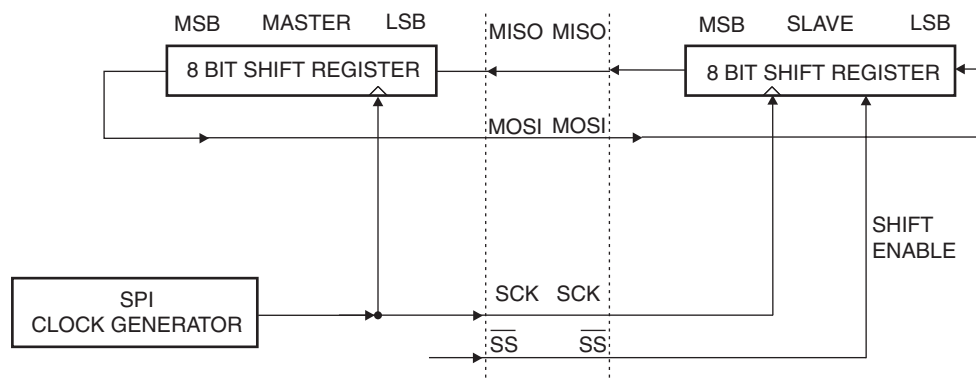 MSB MASTER LSB MISO MISO MSB SLAVE LSB
8 BIT SHIFT REGISTER 8 BIT SHIFT REGISTER
MOSI MOSI
SHIFT
ENABLE
SPI
CLOCK GENERATOR
SCK SCK
SS SS